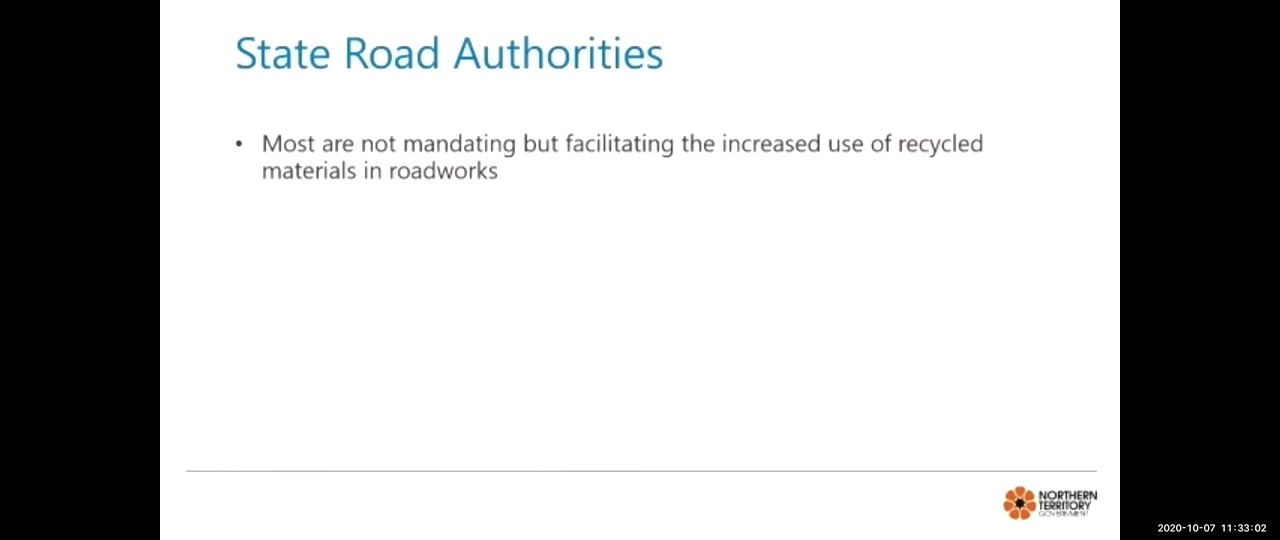 State Road Authorities
• Most are not mandating but facilitating the increased use of recycled
materials in roadworks
NORTHERN
TERRITORY
GOVERNMENT
2020-10-07 11:33:02